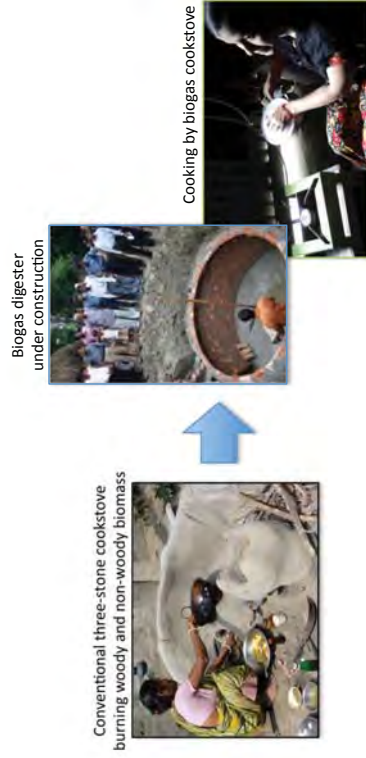 Conventional three-stone cookstove
burning woody and non-woody biomass
Biogas digester
under construction
Cooking by biogas cookstove